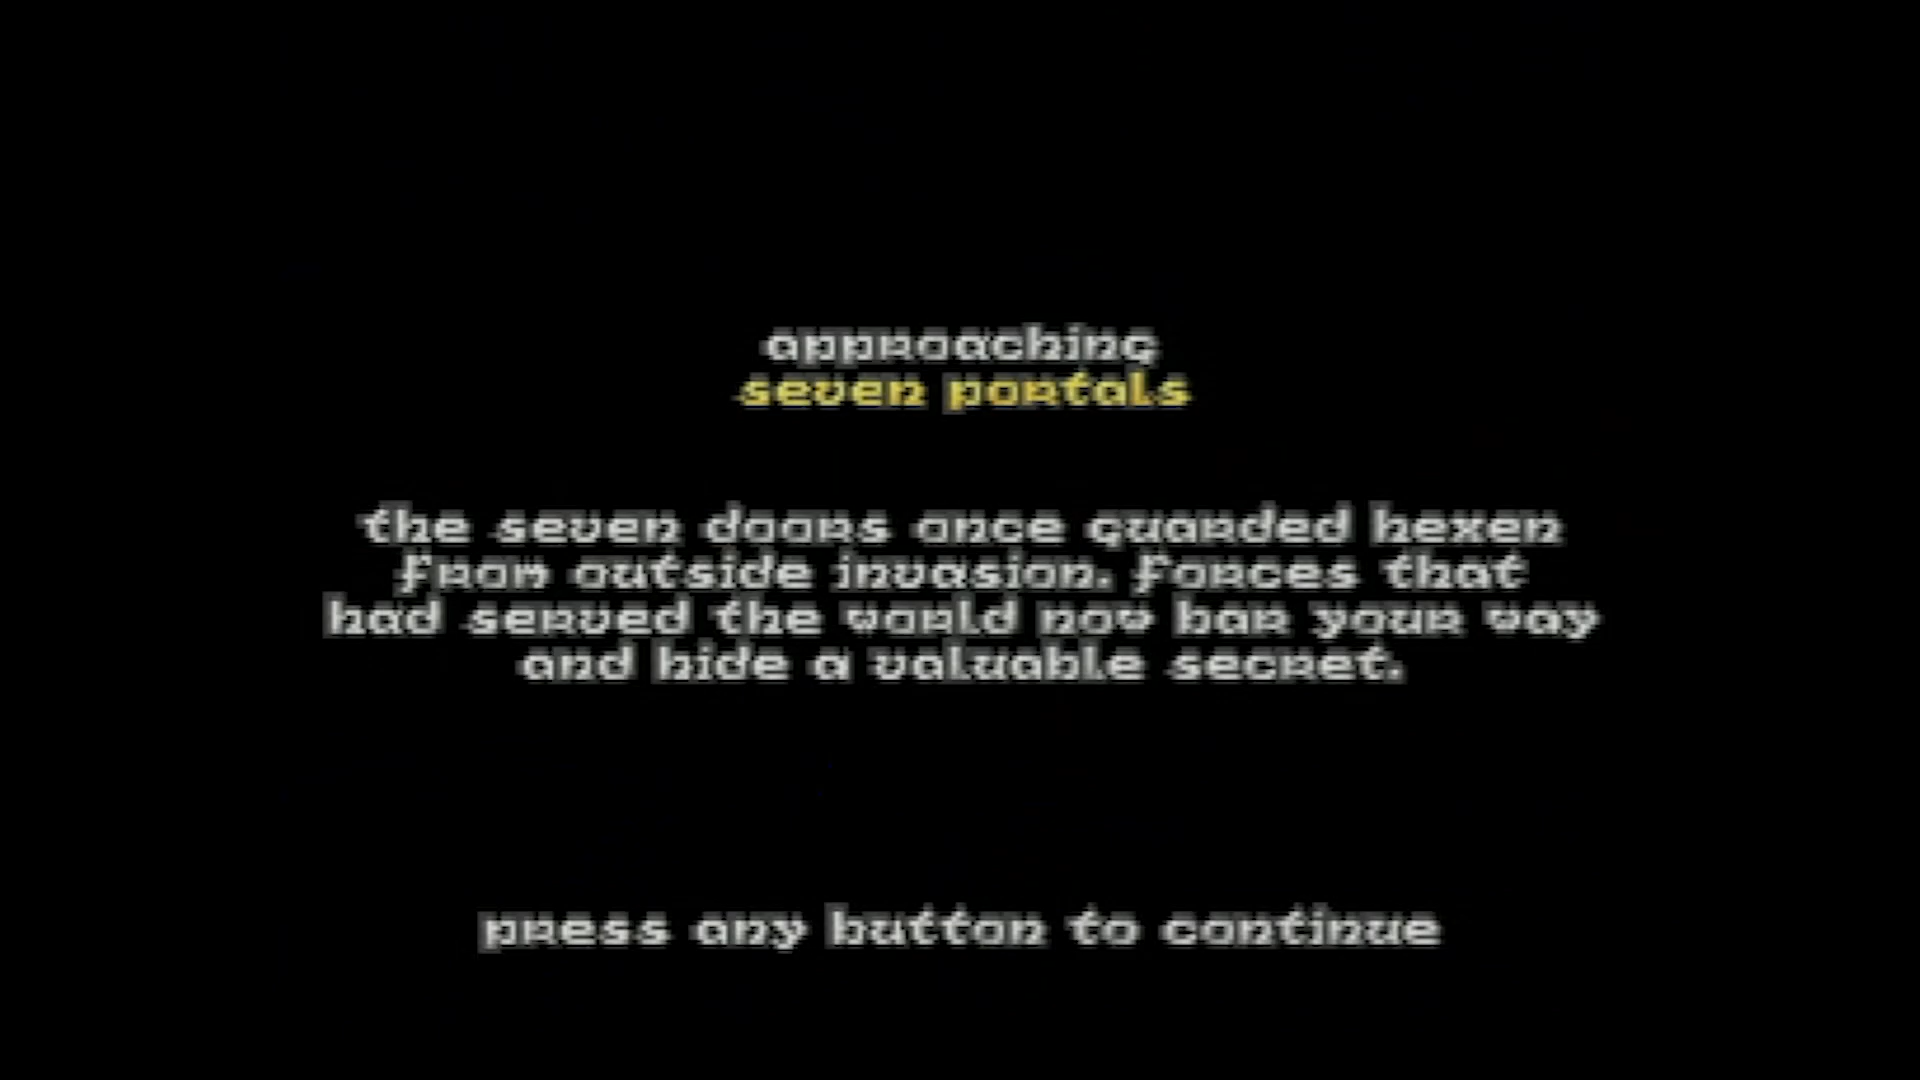 approaching
seven portals
the seven doors once guarded hexen
from outside invasion. forces that
had served the world now bar your way
and hide a valuable secret.
press any button to continue